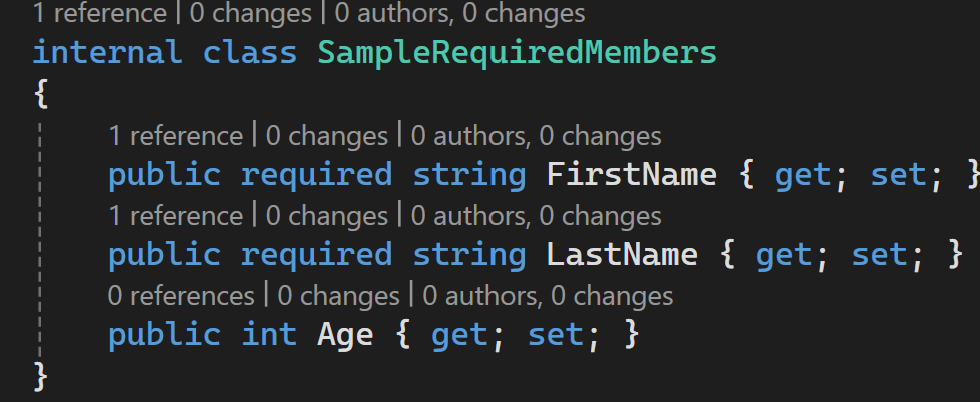 1 reference | 0 changes | 0 authors, 0 changes
internal class SampleRequiredMembers
{
1 reference | 0 changes | 0 authors, 0 changes
public required string FirstName { get; set; }
1 reference | 0 changes | 0 authors, 0 changes
public required string LastName { get; set; }
0 references | 0 changes | 0 authors, 0 changes
public int Age { get; set; }
}